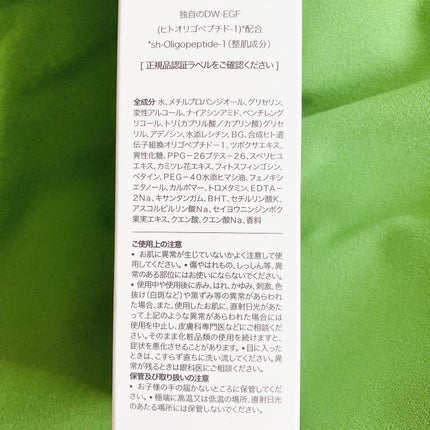 独自のDW-EGF
(ヒトオリゴペプチド-1)*配合
*sh-Oligopeptide-1（整肌成分）
[ 正規品認証ラベルをご確認ください ]
全成分 水、メチルプロパンジオール、グリセリン、
変性アルコール、ナイアシンアミド、ペンチレング
リコール、トリ(カプリル酸／カプリン酸)グリセ
リル、アデノシン、水添レシチン、BG、合成ヒト遺
伝子組換オリゴペプチド-1、ツボクサエキス、
異性化糖、PPG-26ブテス-26、スベリヒユ
エキス、カミツレ花エキス、フィトスフィンゴシン、
ベタイン、PEG-40水添ヒマシ油、フェノキシ
エタノール、カルボマー、トロメタミン、EDTA-
2Na、キサンタンガム、BHT、セチルリン酸K、
アスコルビルリン酸Na、セイヨウニンジンボク
果実エキス、クエン酸、クエン酸Na、香料
ご使用上の注意
• お肌に異常が生じていないかよく注意して使
用してください。• 傷やはれもの、しっしん等、異
常のある部位にはお使いにならないでください。
• 使用中や使用後に赤み、はれ、かゆみ、刺激、色
抜け(白斑など)や黒ずみ等の異常があらわれ
た場合、また、使用したお肌に、直射日光があた
って上記のような異常があらわれた場合には
使用を中止し、皮膚科専門医などにご相談くだ
さい。そのまま化粧品類の使用を続けますと、
症状を悪化させることがあります。• 目に入った
ときは、こすらず直ちに洗い流してください。異
常が残るときは眼科医にご相談ください。
保管及び取り扱いの注意
• お子様の手の届かないところに保管してくださ
い。• 極端に高温又は低温の場所、直射日光の
あたる場所には保管しないでください。